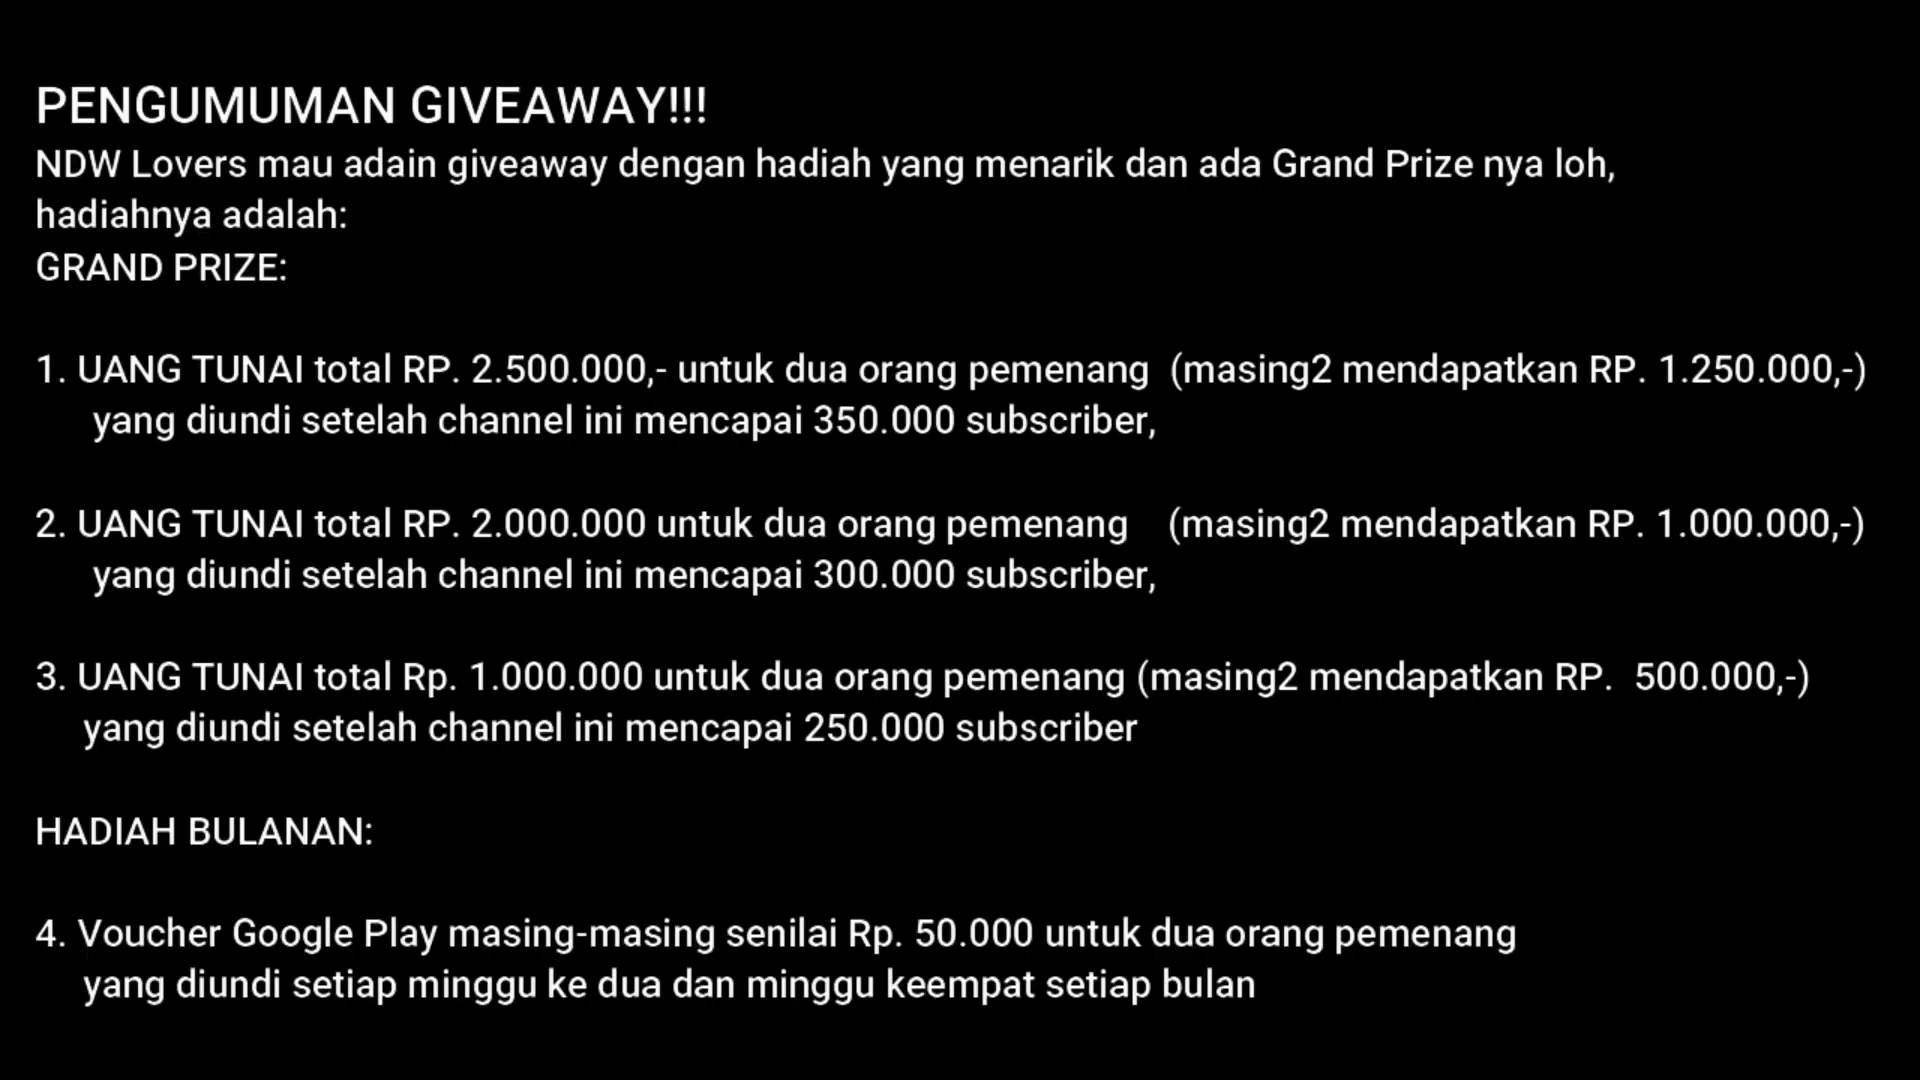 PENGUMUMAN GIVEAWAY!!!
NDW Lovers mau adain giveaway dengan hadiah yang menarik dan ada Grand Prize nya loh,
hadiahnya adalah:
GRAND PRIZE:
1. UANG TUNAI total RP. 2.500.000,- untuk dua orang pemenang (masing2 mendapatkan RP. 1.250.000,-)
yang diundi setelah channel ini mencapai 350.000 subscriber,
2. UANG TUNAI total RP. 2.000.000 untuk dua orang pemenang (masing2 mendapatkan RP. 1.000.000,-)
yang diundi setelah channel ini mencapai 300.000 subscriber,
3. UANG TUNAI total Rp. 1.000.000 untuk dua orang pemenang (masing2 mendapatkan RP. 500.000,-)
yang diundi setelah channel ini mencapai 250.000 subscriber
HADIAH BULANAN:
4. Voucher Google Play masing-masing senilai Rp. 50.000 untuk dua orang pemenang
yang diundi setiap minggu ke dua dan minggu keempat setiap bulan